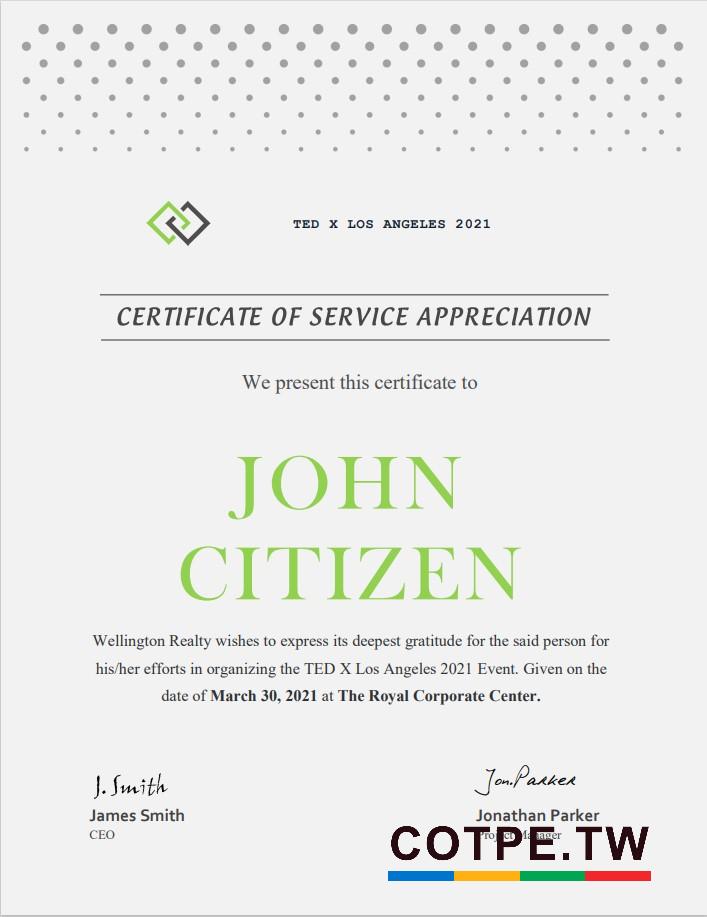 TED X LOS ANGELES 2021
CERTIFICATE OF SERVICE APPRECIATION
We present this certificate to
JOHN
CITIZEN
Wellington Realty wishes to express its deepest gratitude for the said person for
his/her efforts in organizing the TED X Los Angeles 2021 Event. Given on the
date of March 30, 2021 at The Royal Corporate Center.
J. Smith
Jon.Parker
James Smith
Jonathan Parker
CEO
Project Manager
COTPE.TW